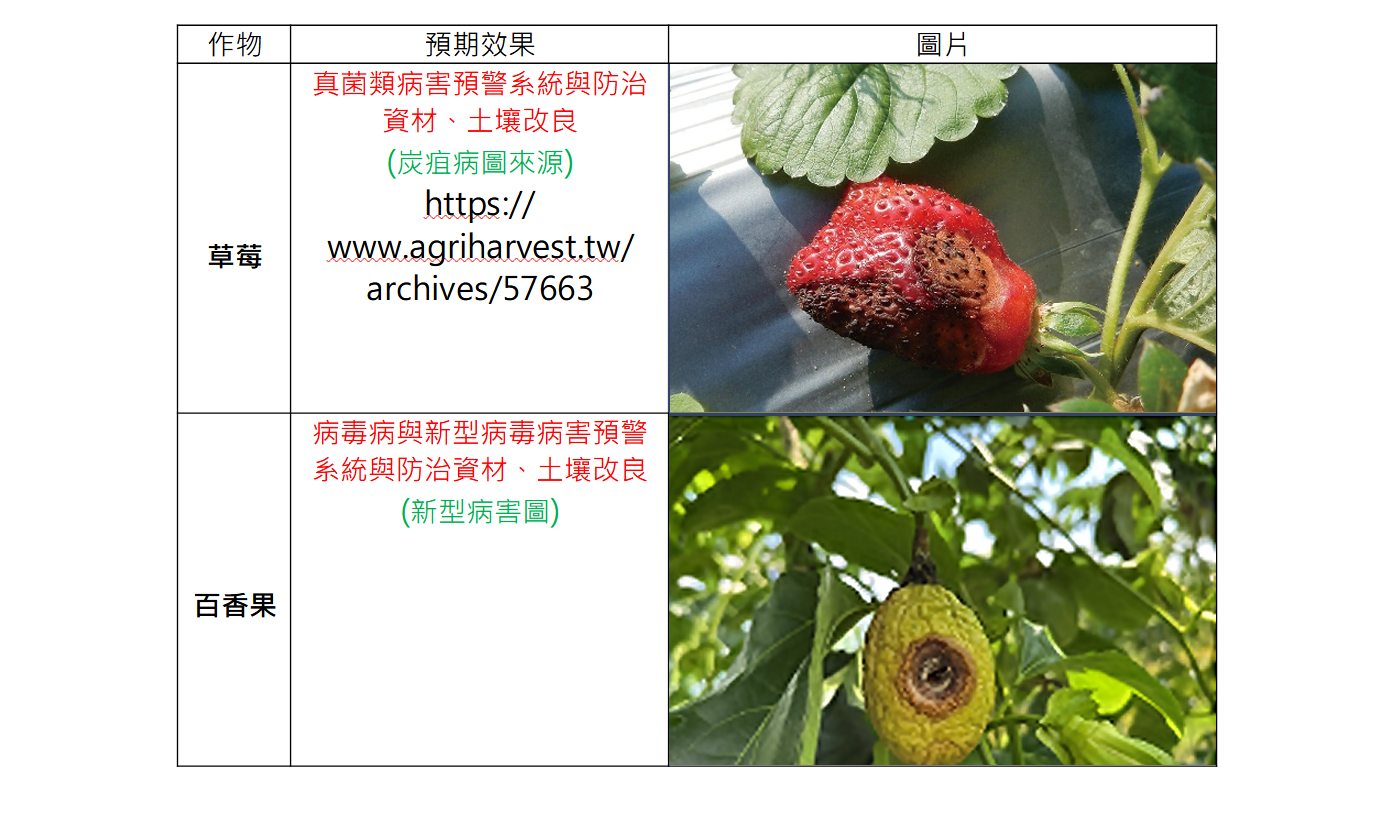 作物 預期效果 圖片
真菌類病害預警系統與防治
資材、土壤改良
(炭疽病圖來源)
https://
www.agriharvest.tw/
archives/57663
草莓
病毒病與新型病毒病害預警
系統與防治資材、土壤改良
(新型病害圖)
百香果